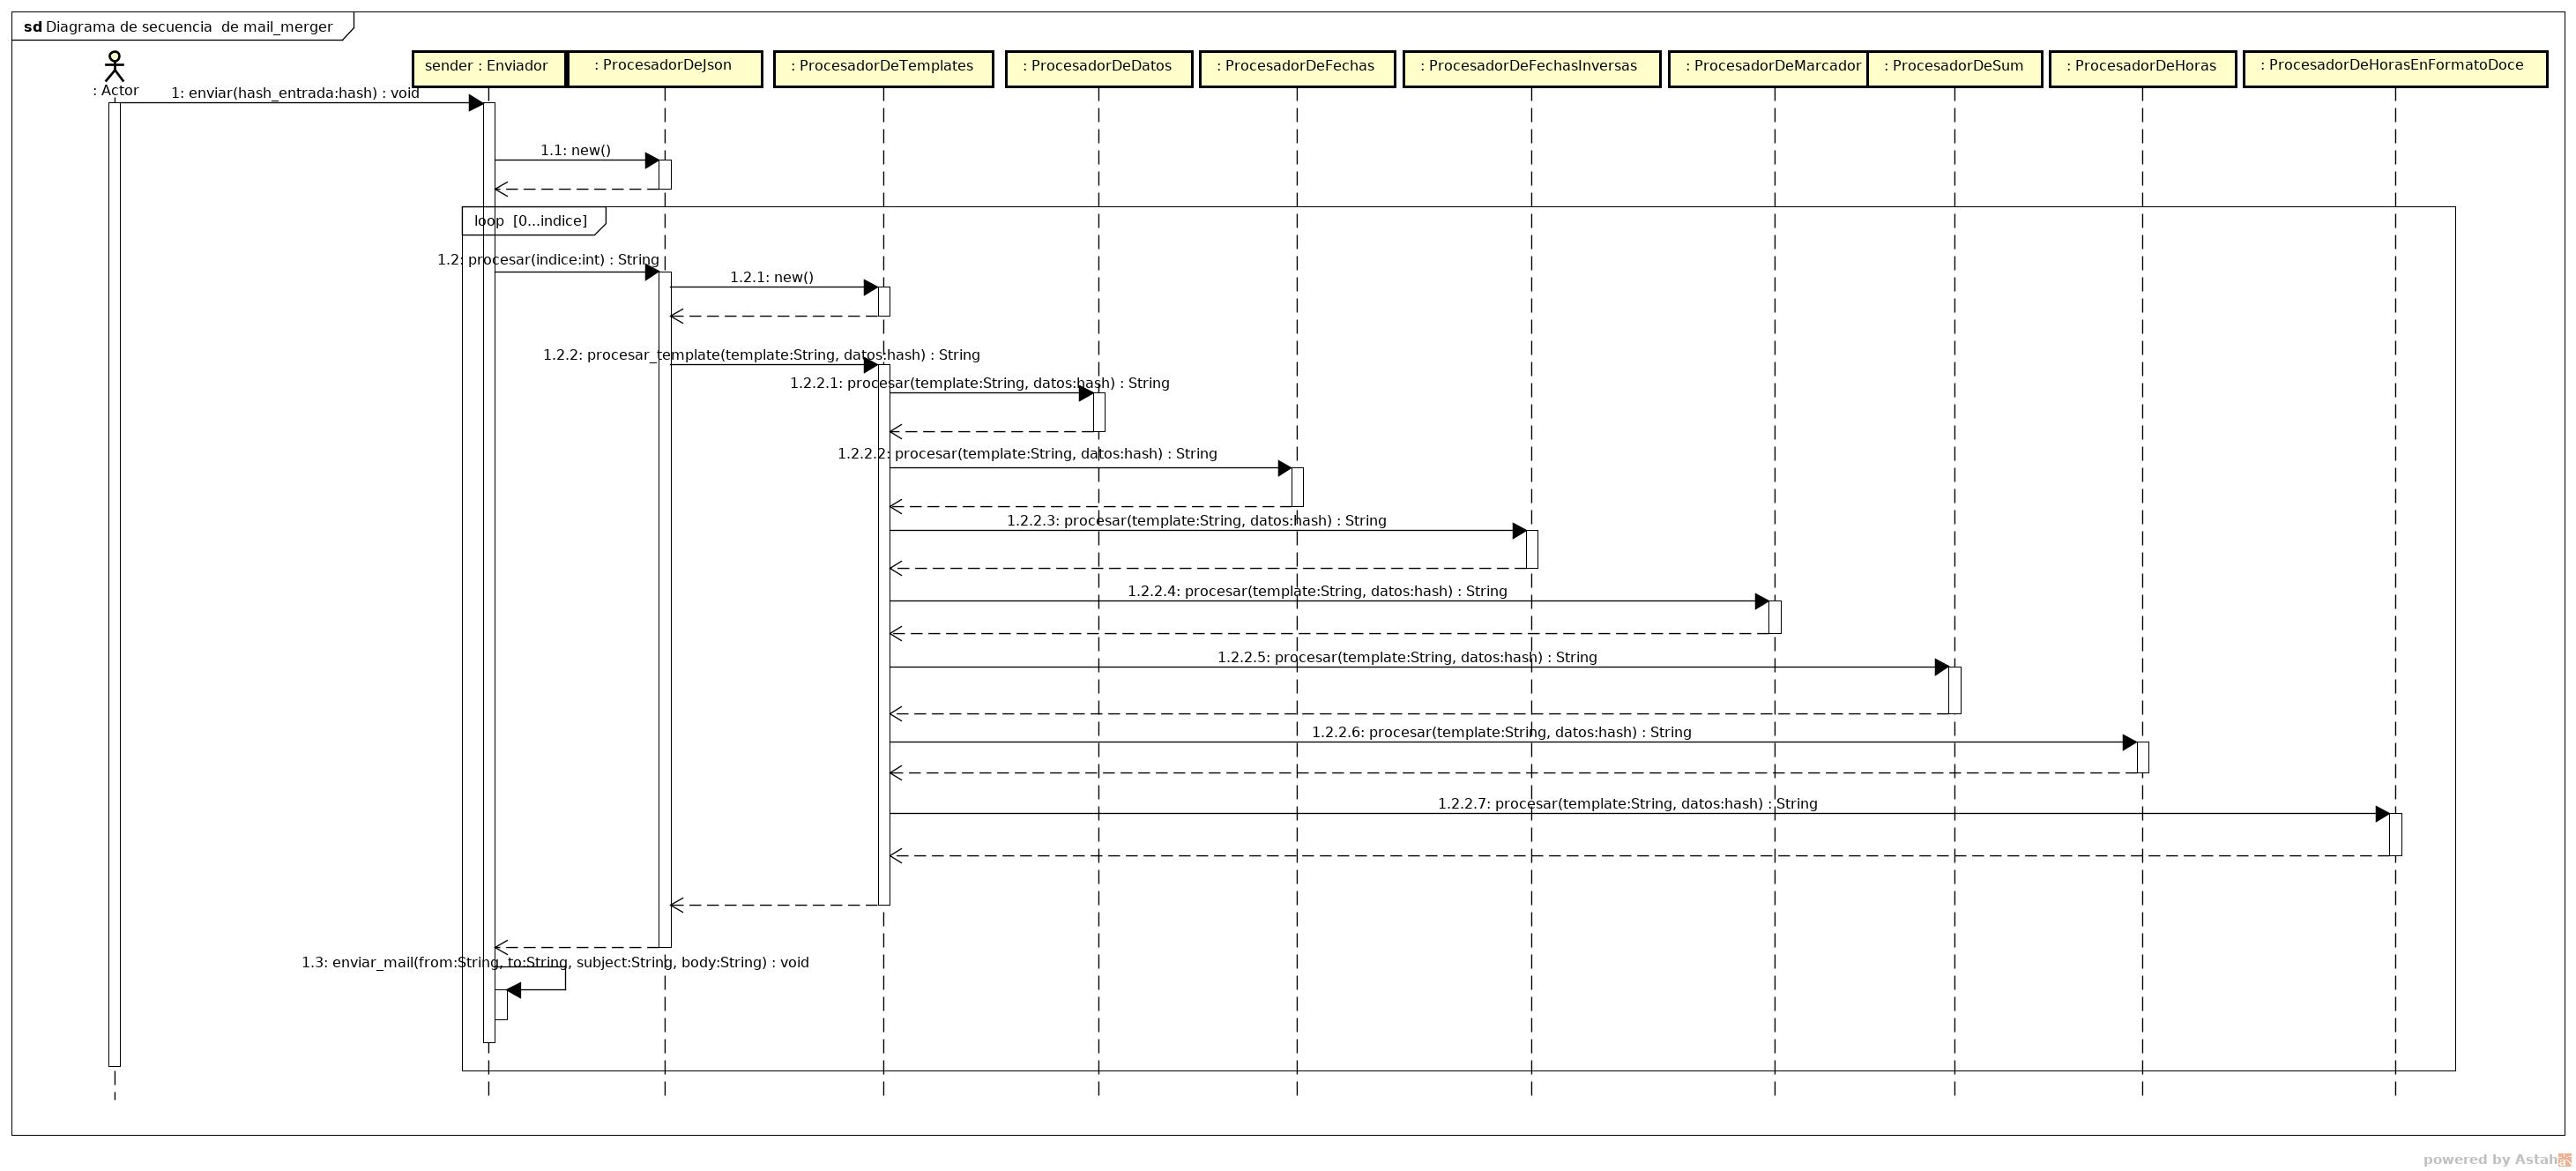 sd Diagrama de secuencia  de mail_merger
: Actor
sender : Enviador
: ProcesadorDeJson
: ProcesadorDeTemplates
: ProcesadorDeDatos
: ProcesadorDeFechas
: ProcesadorDeFechasInversas
: ProcesadorDeMarcador
: ProcesadorDeSum
: ProcesadorDeHoras
: ProcesadorDeHorasEnFormatoDoce
1: enviar(hash_entrada:hash) : void
1.1: new()
loop  [0...indice]
1.2: procesar(indice:int) : String
1.2.1: new()
1.2.2: procesar_template(template:String, datos:hash) : String
1.2.2.1: procesar(template:String, datos:hash) : String
1.2.2.2: procesar(template:String, datos:hash) : String
1.2.2.3: procesar(template:String, datos:hash) : String
1.2.2.4: procesar(template:String, datos:hash) : String
1.2.2.5: procesar(template:String, datos:hash) : String
1.2.2.6: procesar(template:String, datos:hash) : String
1.2.2.7: procesar(template:String, datos:hash) : String
1.3: enviar_mail(from:String, to:String, subject:String, body:String) : void
powered by Astah